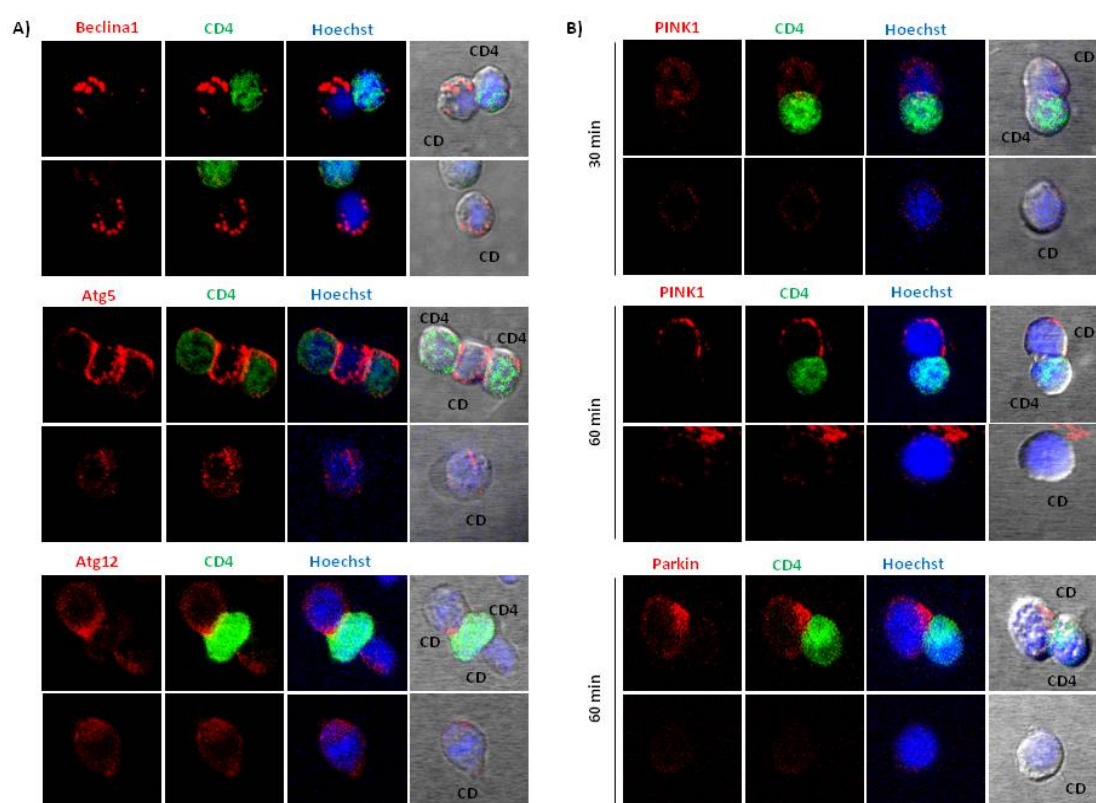 A)
Beclina1 CD4 Hoechst
CD4
CD
CD
Atg5 CD4 Hoechst
CD4
CD4
CD
CD
Atg12 CD4 Hoechst
CD4
CD
CD
B)
PINK1 CD4 Hoechst
30 min
CD4
CD
PINK1 CD4 Hoechst
60 min
CD
CD4
CD
Parkin CD4 Hoechst
60 min
CD
CD4
CD